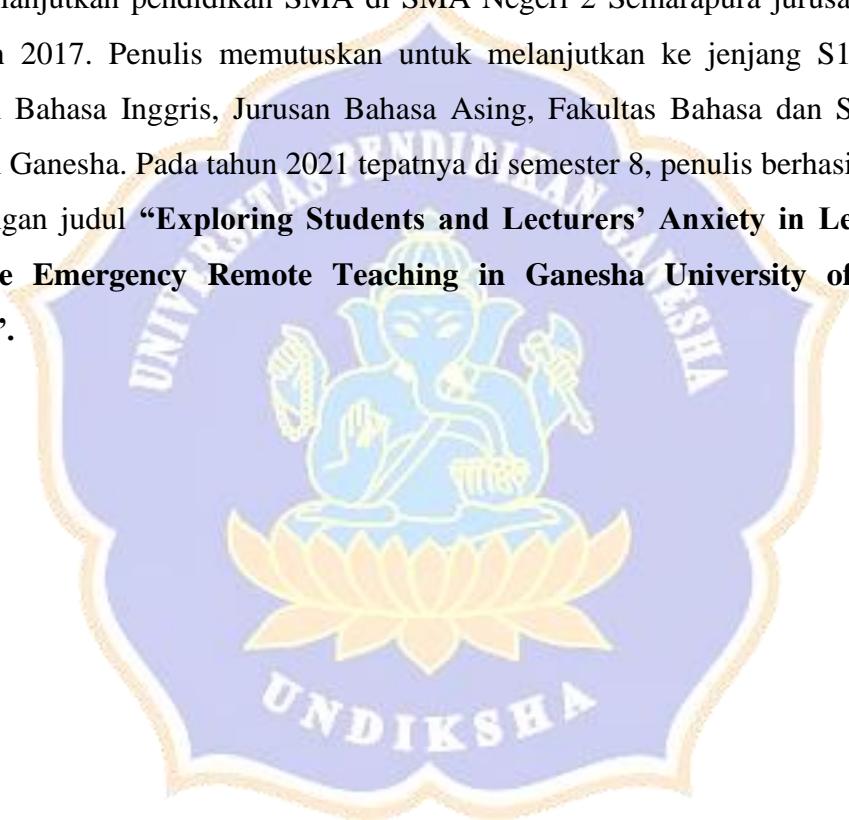 lanjutkan pendidikan SMA di SMA Negeri 2 Semarapura jurusa
2017. Penulis memutuskan untuk melanjutkan ke jenjang S1
Bahasa Inggris, Jurusan Bahasa Asing, Fakultas Bahasa dan S
Ganesha. Pada tahun 2021 tepatnya di semester 8, penulis berhasi
ngan judul “Exploring Students and Lecturers’ Anxiety in Le
e Emergency Remote Teaching in Ganesha University of
”.
UNIVERSITAS PENDIDIKAN GANESHA
UNDIKSHA